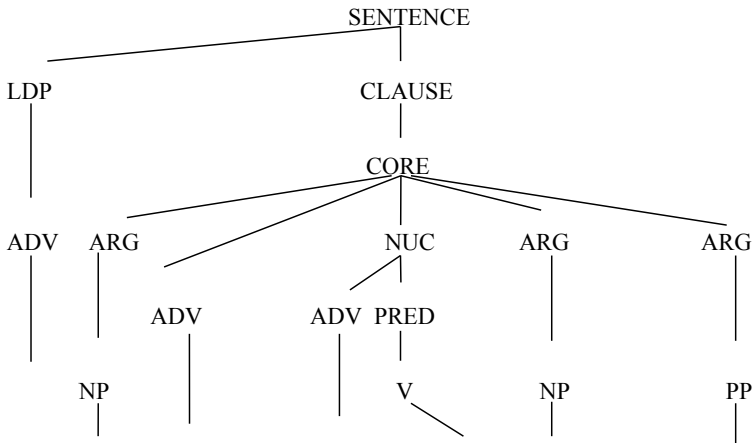 SENTENCE
LDP CLAUSE
CORE
ADV ARG NUC ARG ARG
ADV ADV PRED
NP V NP PP